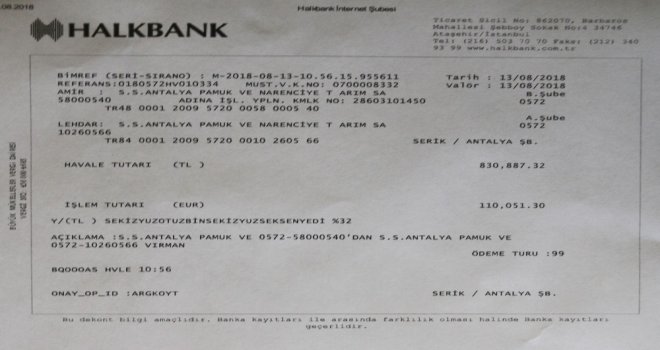 .08.2018
Halkbank İnternet Şubesi
HALKBANK
Ticaret Sicil No: 862070, Barbaros
Mahallesi Şebboy Sokak No:4 34746
Ataşehir/İstanbul
Tel: (216) 503 70 70 Faks: (212) 340
93 99 www.halkbank.com.tr
BİMREF (SERİ-SIRANO) : M-2018-08-13-10.56.15.955611 Tarih : 13/08/2018
REFERANS:0180572HV010334 MUST.V.K.NO: 0700008332 Valor : 13/08/2018
AMİR : S.S.ANTALYA PAMUK VE NARENCİYE T ARIM SA B.Şube
58000540 ADINA İŞL. YPLN. KMLK NO: 28603101450 0572
TR48 0001 2009 5720 0058 0005 40
A.Şube
LEHDAR: S.S.ANTALYA PAMUK VE NARENCİYE T ARIM SA 0572
10260566
TR84 0001 2009 5720 0010 2605 66 SERİK / ANTALYA ŞB.
HAVALE TUTARI (TL ) 830,887.32
İŞLEM TUTARI (EUR) 110,051.30
Y/(TL ) SEKİZYUZOTUZBİNSEKİZYUZSEKSENYEDİ %32
AÇIKLAMA :S.S.ANTALYA PAMUK VE 0572-58000540'DAN S.S.ANTALYA PAMUK VE
0572-10260566 VIRMAN
ÖDEME TURU :99
BQ000AS HVLE 10:56
ONAY_OP_ID :ARGKOYT SERİK / ANTALYA ŞB.
Bu dekont bilgi amaçlıdır. Banka kayıtları ile arasında farklılık olması halinde Banka kayıtları
geçerlidir.